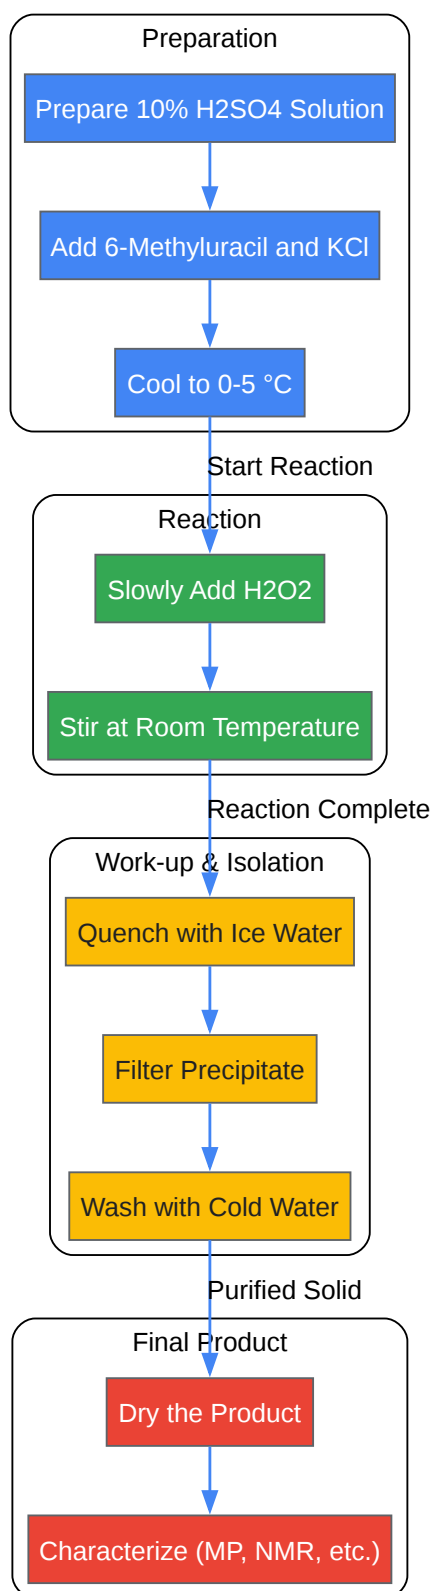 Preparation
Prepare 10% H2SO4 Solution
Add 6-Methyluracil and KCl
Cool to 0-5 °C
Start Reaction
Reaction
Slowly Add H2O2
Stir at Room Temperature
Reaction Complete
Work-up & Isolation
Quench with Ice Water
Filter Precipitate
Wash with Cold Water
Purified Solid
Final Product
Dry the Product
Characterize (MP, NMR, etc.)